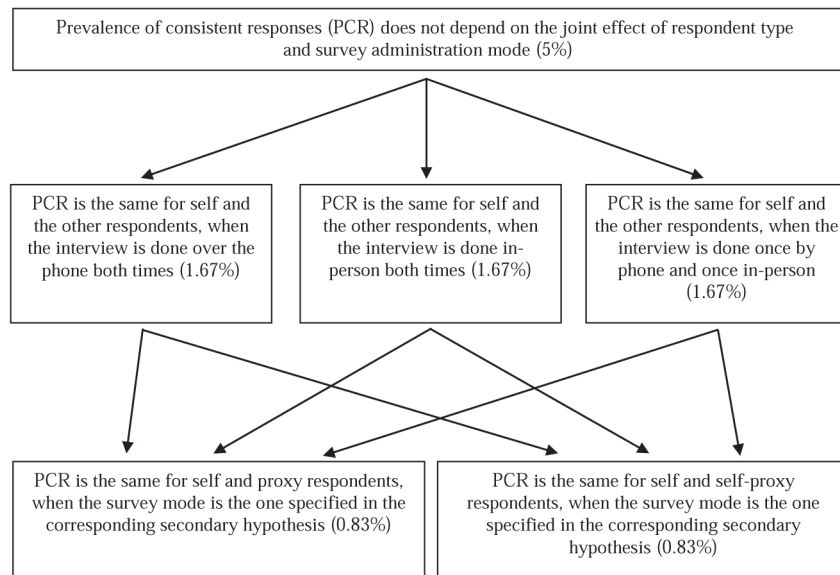 Prevalence of consistent responses (PCR) does not depend on the joint effect of respondent type
and survey administration mode (5%)
PCR is the same for self and
the other respondents, when
the interview is done over the
phone both times (1.67%)
PCR is the same for self and
the other respondents, when
the interview is done in-
person both times (1.67%)
PCR is the same for self and
the other respondents, when the
interview is done once by
phone and once in-person
(1.67%)
PCR is the same for self and proxy respondents,
when the survey mode is the one specified in the
corresponding secondary hypothesis (0.83%)
PCR is the same for self and self-proxy
respondents, when the survey mode is the one
specified in the corresponding secondary
hypothesis (0.83%)